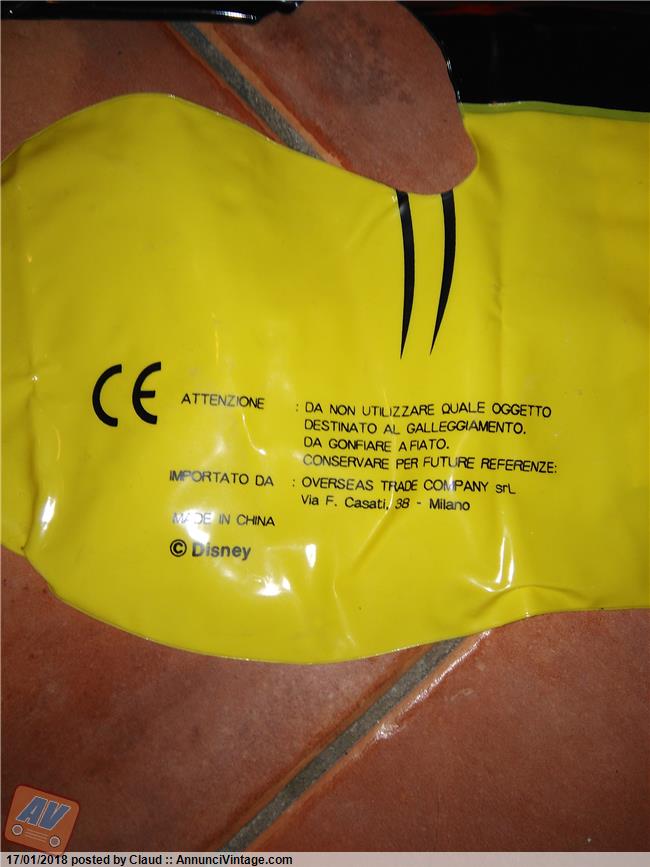 CE ATTENZIONE : DA NON UTILIZZARE QUALE OGGETTO
DESTINATO AL GALLEGGIAMENTO.
DA GONFIARE A FIATO.
CONSERVARE PER FUTURE REFERENZE:
IMPORTATO DA : OVERSEAS TRADE COMPANY srL
Via F. Casati, 38 - Milano
MADE IN CHINA
© Disney
AV
17/01/2018 posted by Claud :: AnnunciVintage.com